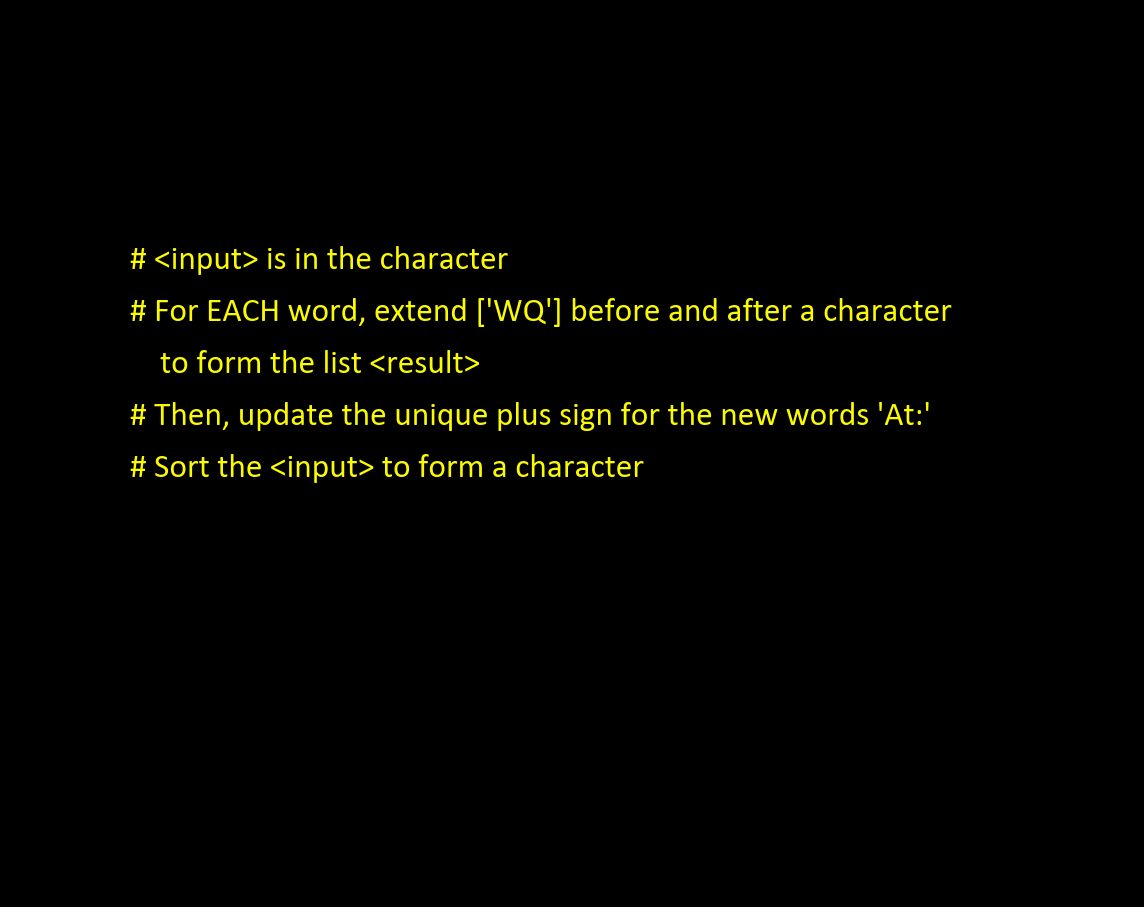 # <input> is in the character
# For EACH word, extend ['WQ'] before and after a character
to form the list <result>
# Then, update the unique plus sign for the new words 'At:'
# Sort the <input> to form a character